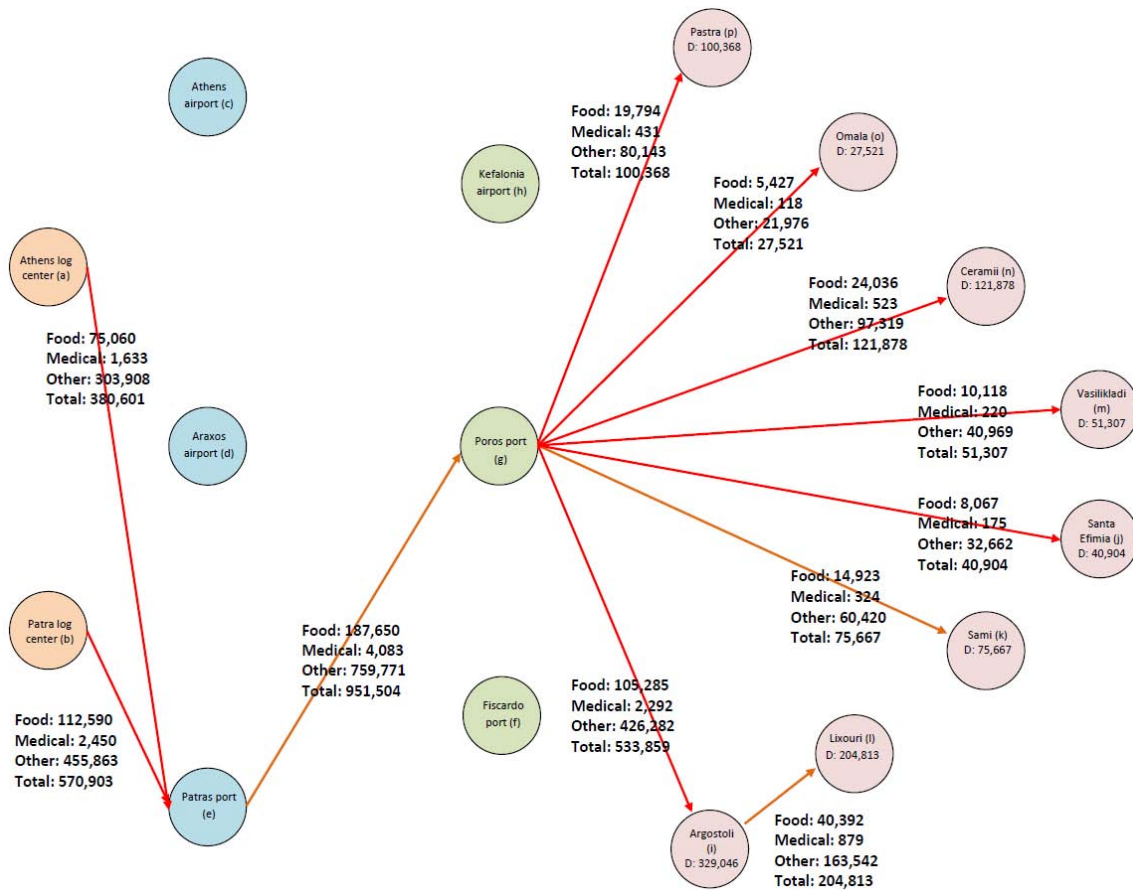 Pastra (p)
D: 100,368
Athens
airport (c)
Food: 19,794
Medical: 431
Other: 80,143
Total: 100,368
Omala (o)
D: 27,521
Kefalonia
airport (h)
Food: 5,427
Medical: 118
Other: 21,976
Total: 27,521
Athens log
center (a)
Ceramii (n)
D: 121,878
Food: 24,036
Medical: 523
Other: 97,319
Total: 121,878
Food: 75,060
Medical: 1,633
Other: 303,908
Total: 380,601
Vasilikladi
(m)
D: 51,307
Food: 10,118
Medical: 220
Other: 40,969
Total: 51,307
Araxos
airport (d)
Poros port
(g)
Food: 8,067
Medical: 175
Other: 32,662
Total: 40,904
Santa
Efimia (j)
D: 40,904
Food: 14,923
Medical: 324
Other: 60,420
Total: 75,667
Sami (k)
D: 75,667
Patra log
center (b)
Food: 187,650
Medical: 4,083
Other: 759,771
Total: 951,504
Food: 105,285
Medical: 2,292
Other: 426,282
Total: 533,859
Fiscardo
port (f)
Food: 112,590
Medical: 2,450
Other: 455,863
Total: 570,903
Lixouri (l)
D: 204,813
Patras port
(e)
Argostoli
(i)
D: 329,046
Food: 40,392
Medical: 879
Other: 163,542
Total: 204,813